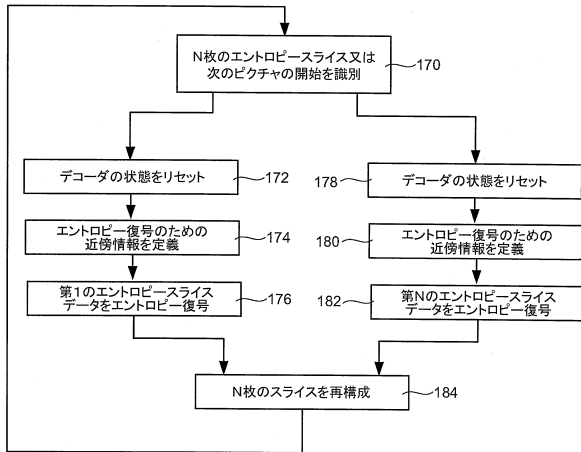 N枚のエントロピースライス又は
次のピクチャの開始を識別
170
デコーダの状態をリセット
172
エントロピー復号のための
近傍情報を定義
174
第1のエントロピースライス
データをエントロピー復号
176
178
デコーダの状態をリセット
180
エントロピー復号のための
近傍情報を定義
182
第Nのエントロピースライス
データをエントロピー復号
N枚のスライスを再構成
184